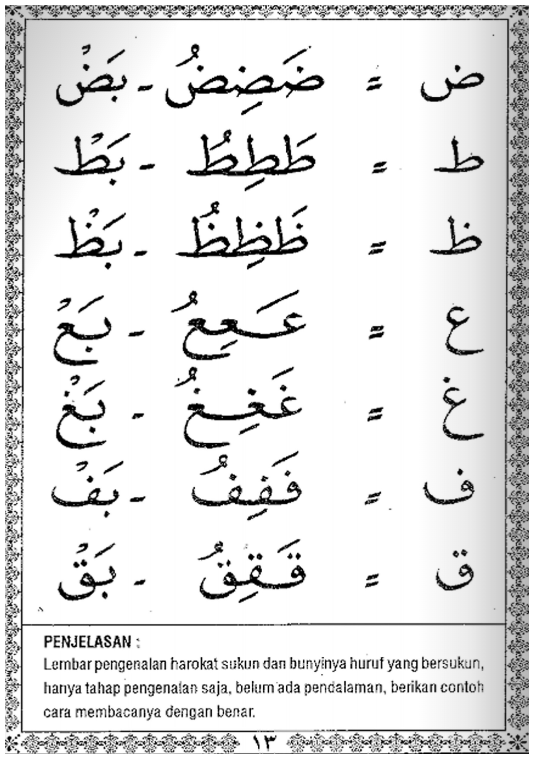 ض = ضَضِضُ - بَضْ
ط = طَطِطُ - بَطْ
ظ = ظَظِظُ - بَظْ
ع = عَعِعُ - بَعْ
غ = غَغِغُ - بَغْ
ف = فَفِفُ - بَفْ
ق = قَقِقُ - بَقْ
PENJELASAN :
Lembar pengenalan harokat sukun dan bunyinya huruf yang bersukun,
hanya tahap pengenalan saja, belum ada pendalaman, berikan contoh
cara membacanya dengan benar.
١٣